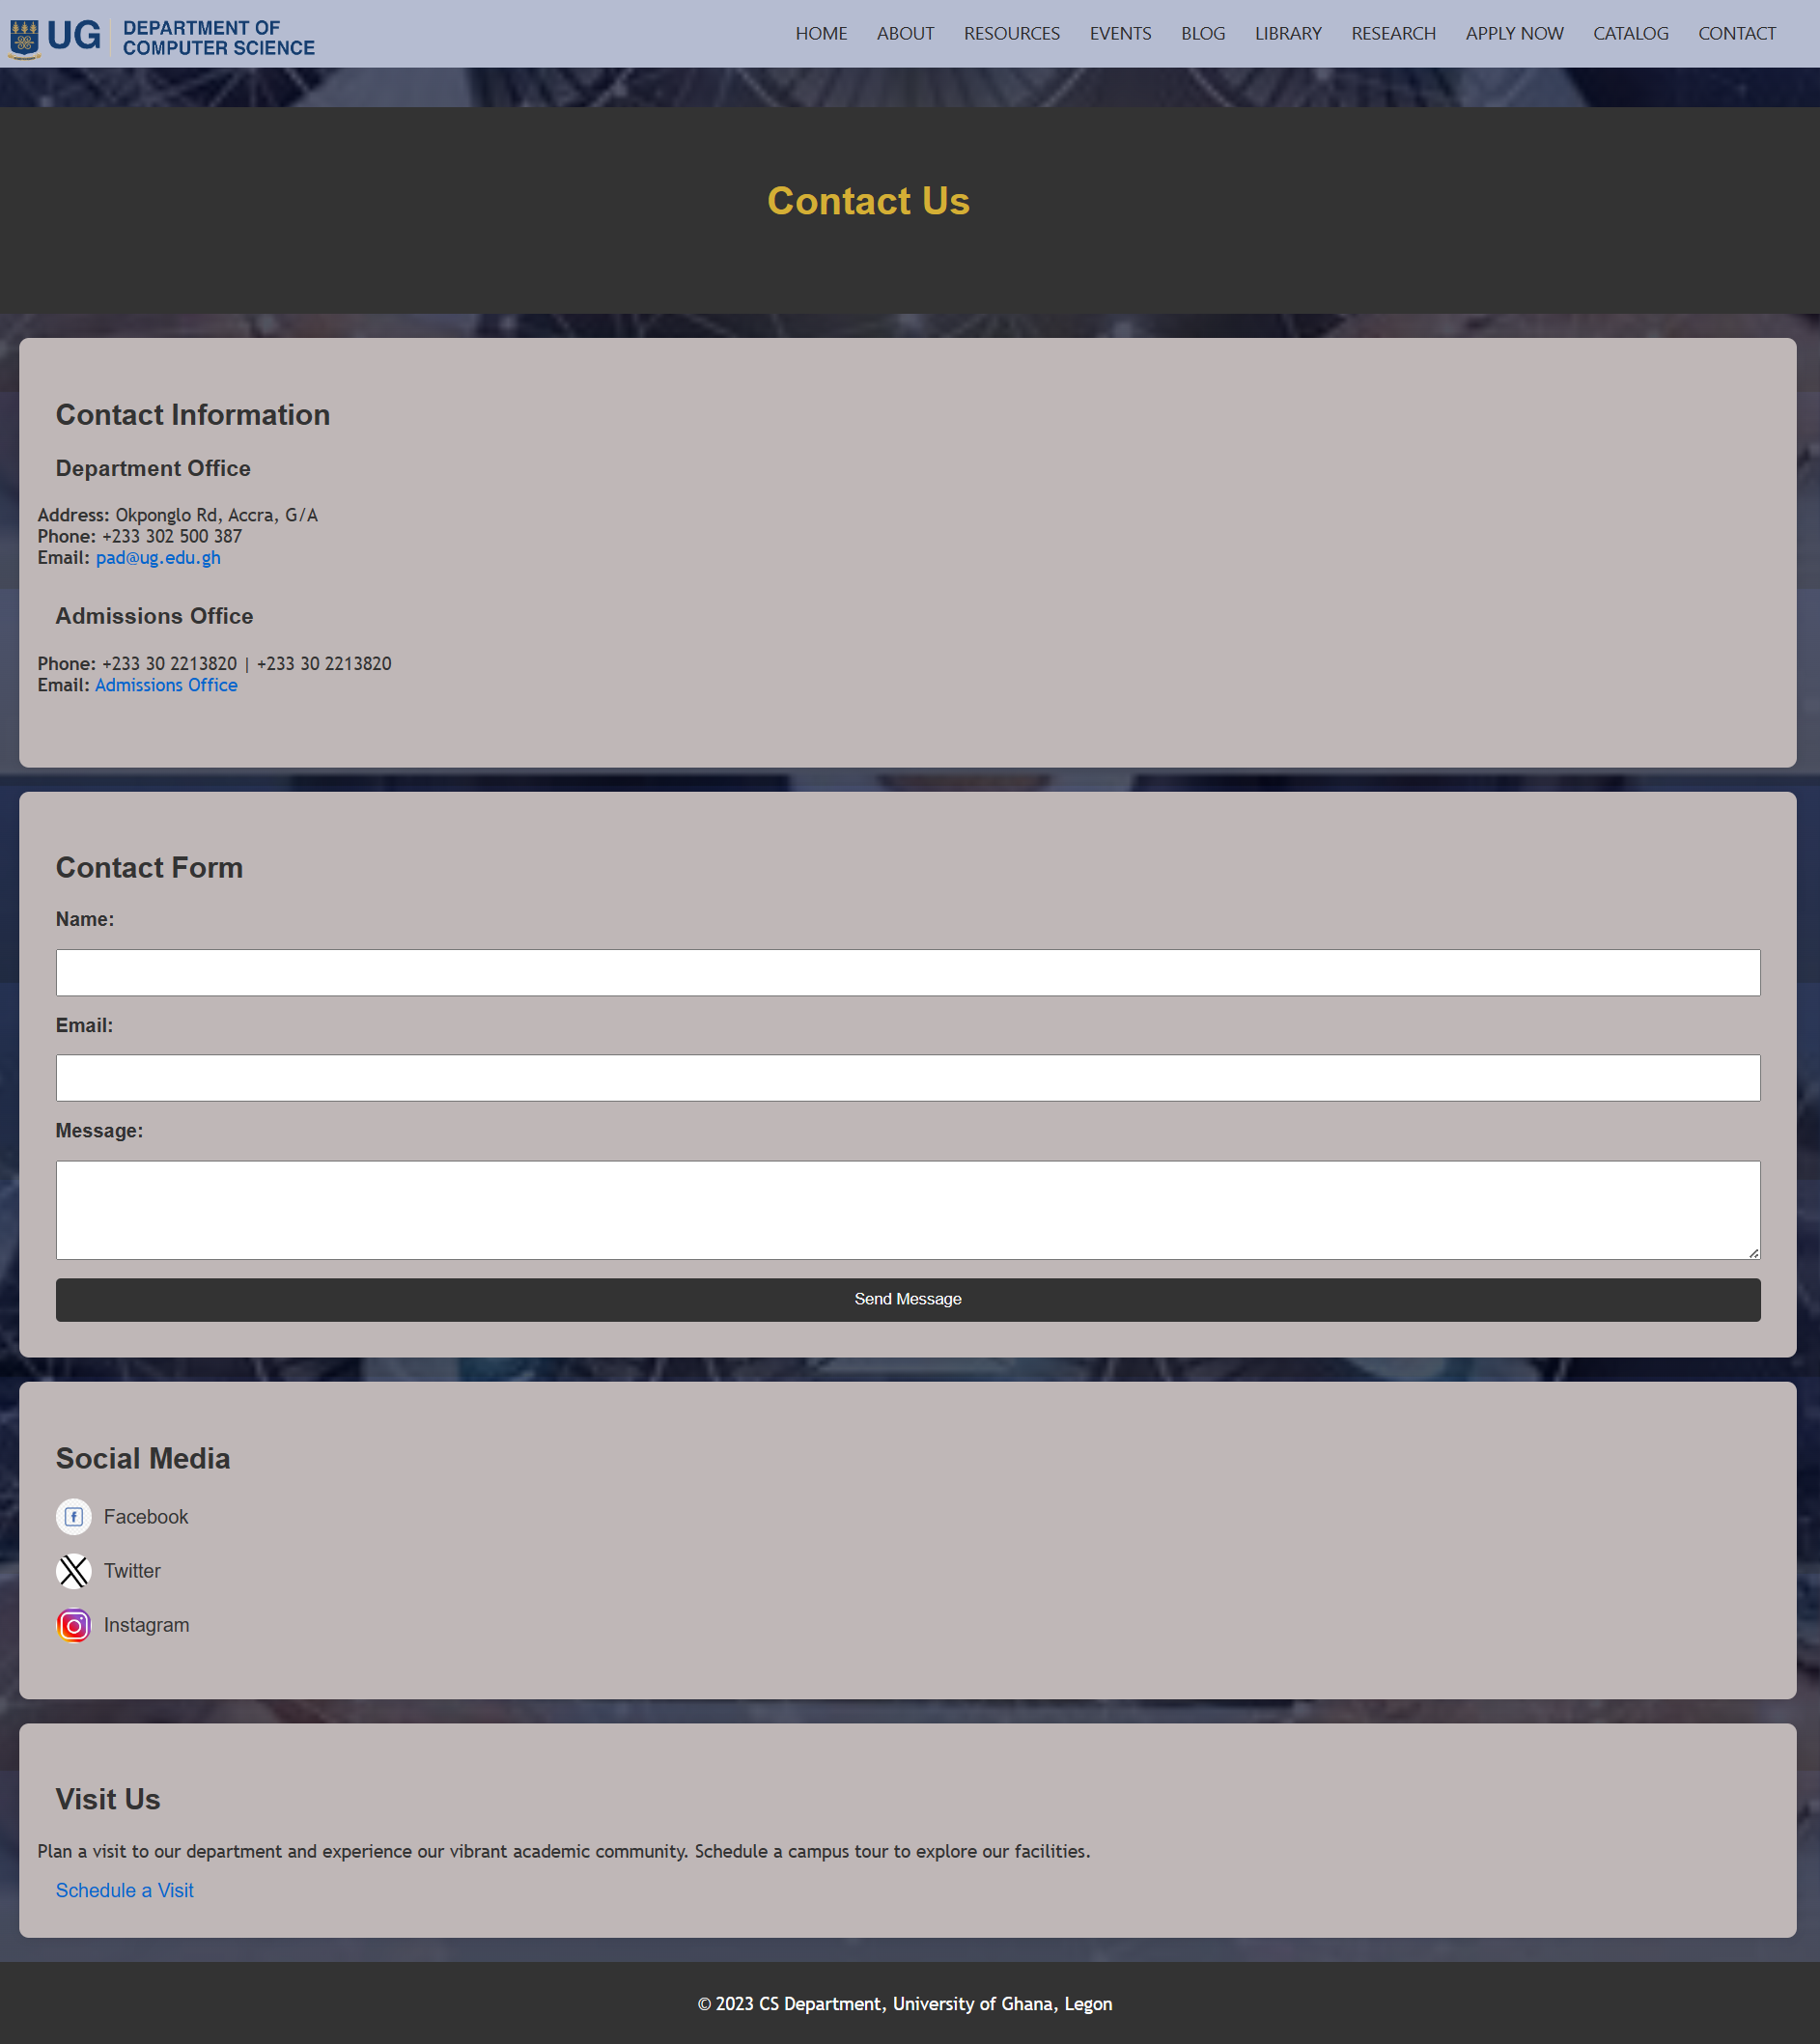 UG
DEPARTMENT OF
COMPUTER SCIENCE
HOME ABOUT RESOURCES EVENTS BLOG LIBRARY RESEARCH APPLY NOW CATALOG CONTACT
Contact Us
Contact Information
Department Office
Address: Okponglo Rd, Accra, G/A
Phone: +233 302 500 387
Email: pad@ug.edu.gh
Admissions Office
Phone: +233 30 2213820 | +233 30 2213820
Email: Admissions Office
Contact Form
Name:
Email:
Message:
Send Message
Social Media
Facebook
Twitter
Instagram
Visit Us
Plan a visit to our department and experience our vibrant academic community. Schedule a campus tour to explore our facilities.
Schedule a Visit
© 2023 CS Department, University of Ghana, Legon